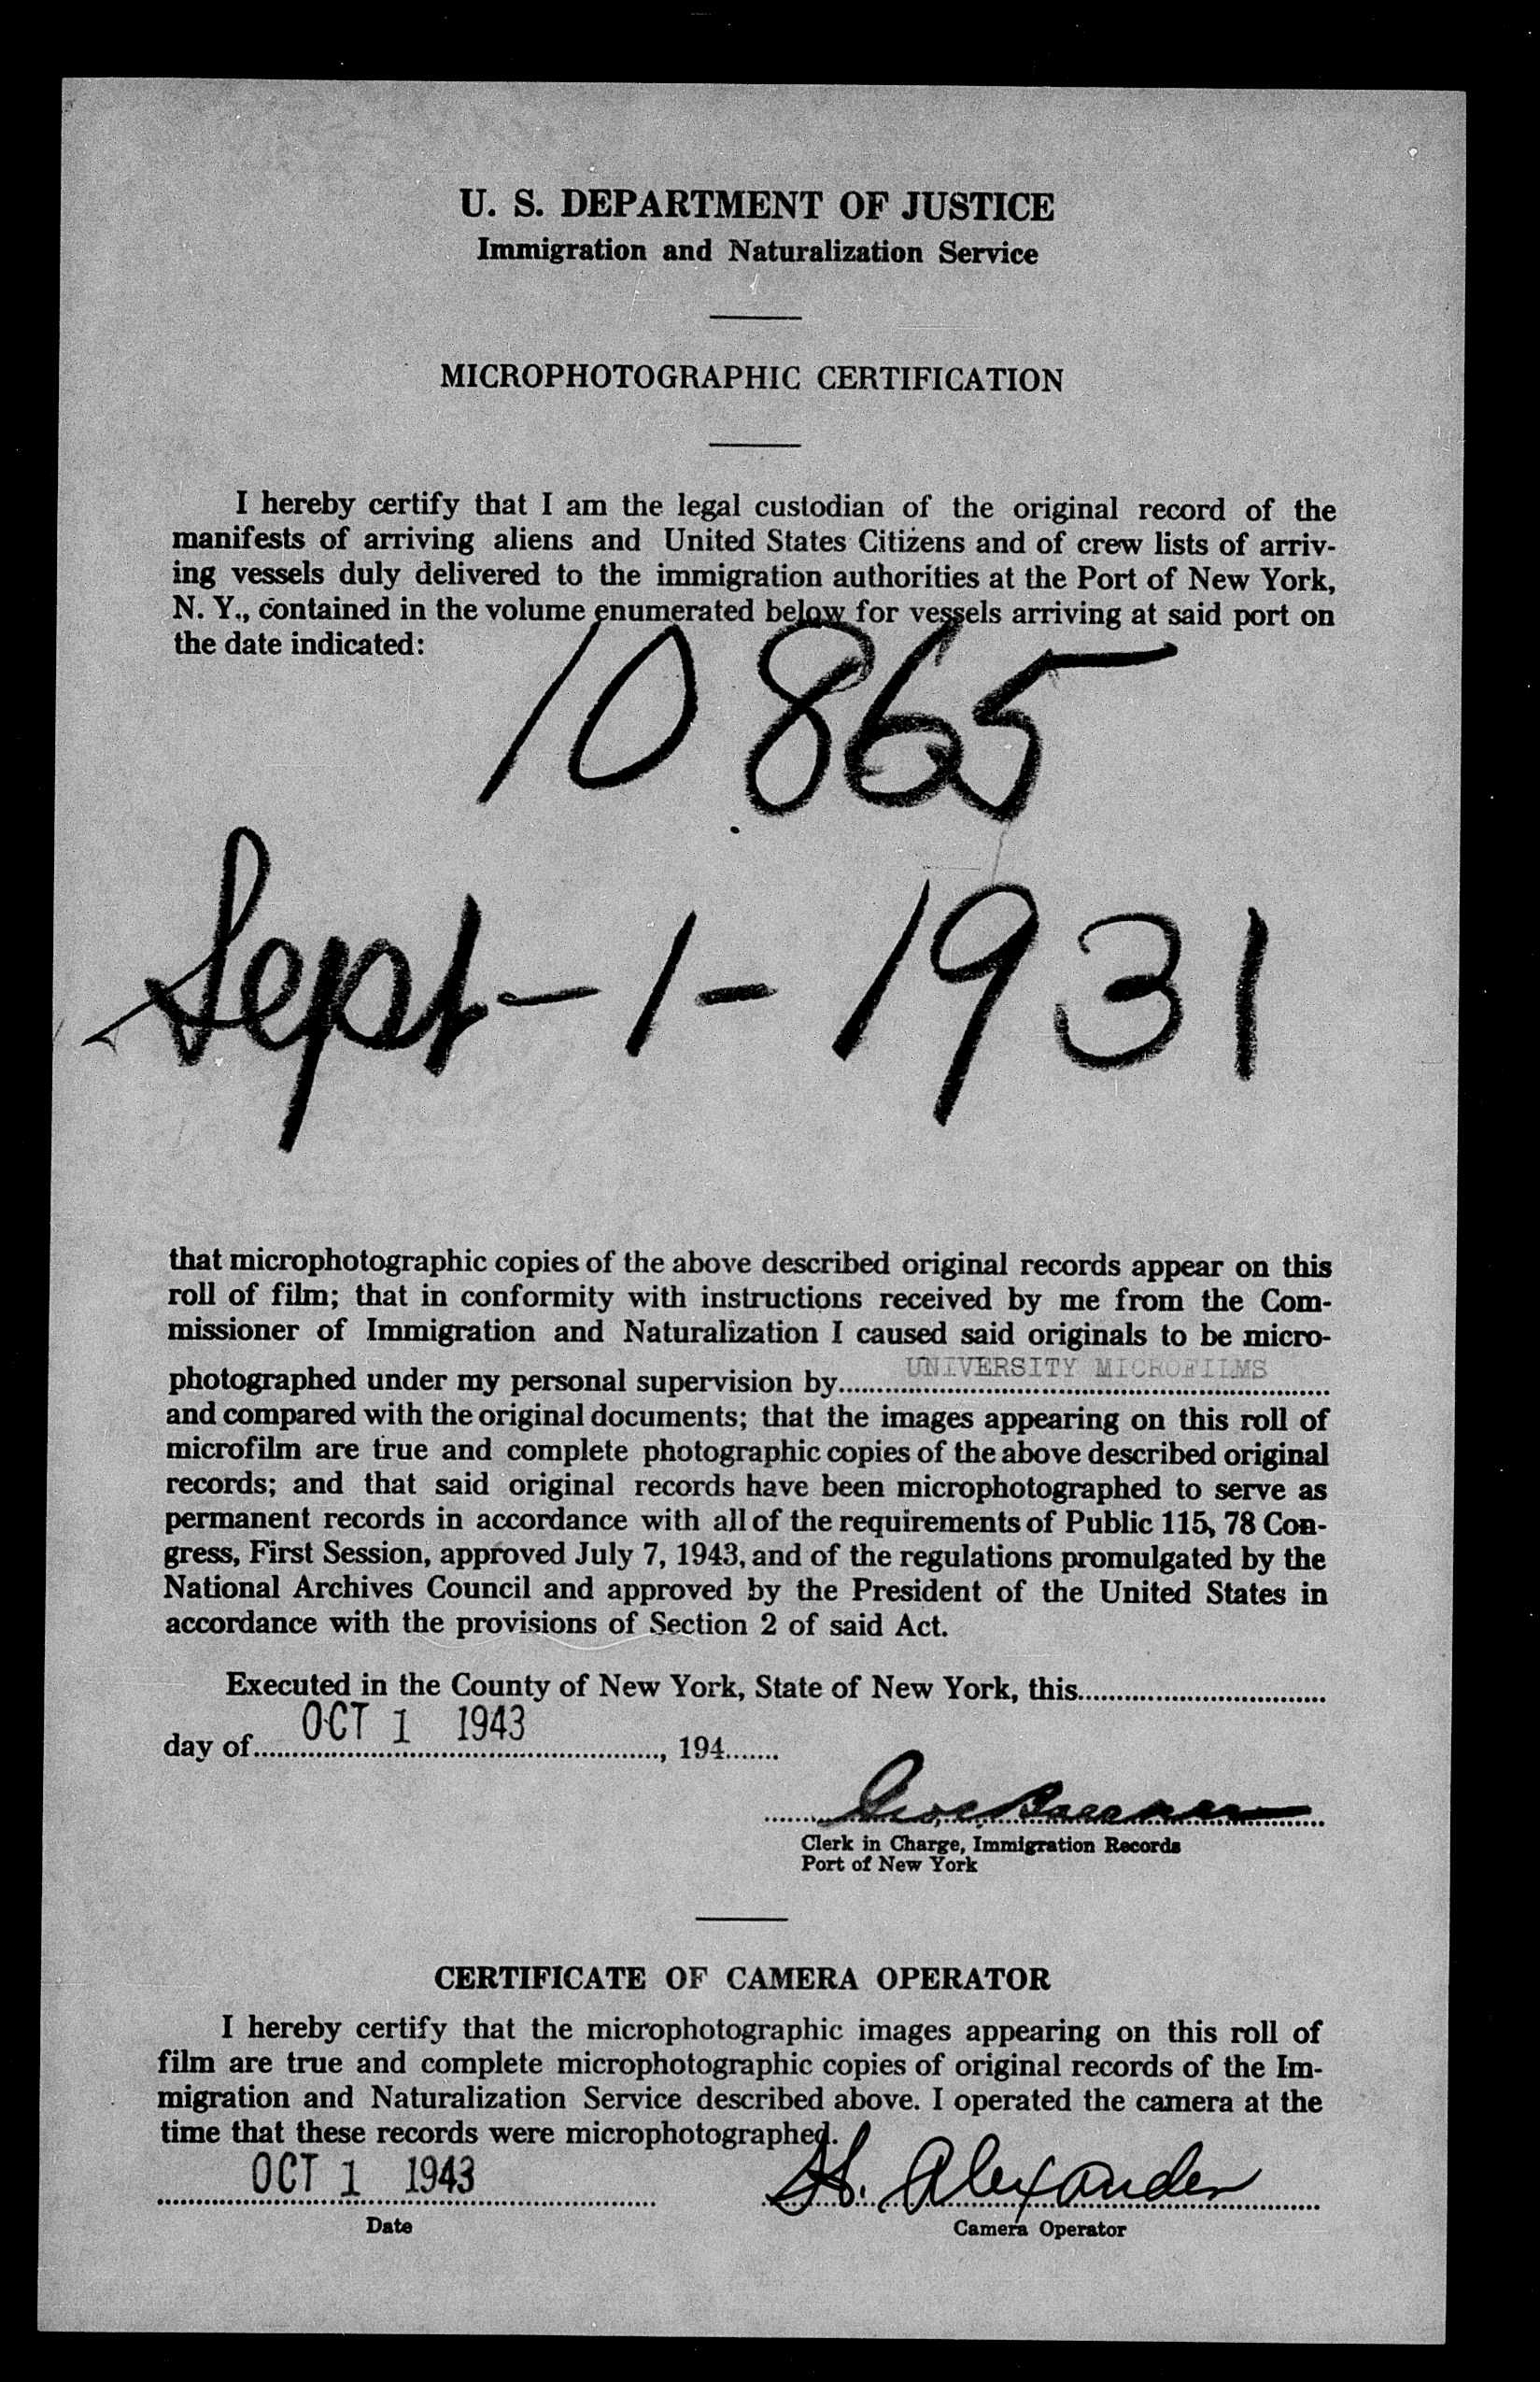 U. S. DEPARTMENT OF JUSTICE
Immigration and Naturalization Service
MICROPHOTOGRAPHIC CERTIFICATION
I hereby certify that I am the legal custodian of the original record of the
manifests of arriving aliens and United States Citizens and of crew lists of arriv-
ing vessels duly delivered to the immigration authorities at the Port of New York,
N. Y., contained in the volume enumerated below for vessels arriving at said port on
the date indicated:
10865
Sept-1-1931
that microphotographic copies of the above described original records appear on this
roll of film; that in conformity with instructions received by me from the Com-
missioner of Immigration and Naturalization I caused said originals to be micro-
photographed under my personal supervision by UNIVERSITY MICROFILMS
and compared with the original documents; that the images appearing on this roll of
microfilm are true and complete photographic copies of the above described original
records; and that said original records have been microphotographed to serve as
permanent records in accordance with all of the requirements of Public 115, 78 Con-
gress, First Session, approved July 7, 1943, and of the regulations promulgated by the
National Archives Council and approved by the President of the United States in
accordance with the provisions of Section 2 of said Act.
Executed in the County of New York, State of New York, this
day of OCT 1 1943, 194
Clerk in Charge, Immigration Records
Port of New York
CERTIFICATE OF CAMERA OPERATOR
I hereby certify that the microphotographic images appearing on this roll of
film are true and complete microphotographic copies of original records of the Im-
migration and Naturalization Service described above. I operated the camera at the
time that these records were microphotographed.
OCT 1 1943 Alexander
Date Camera Operator